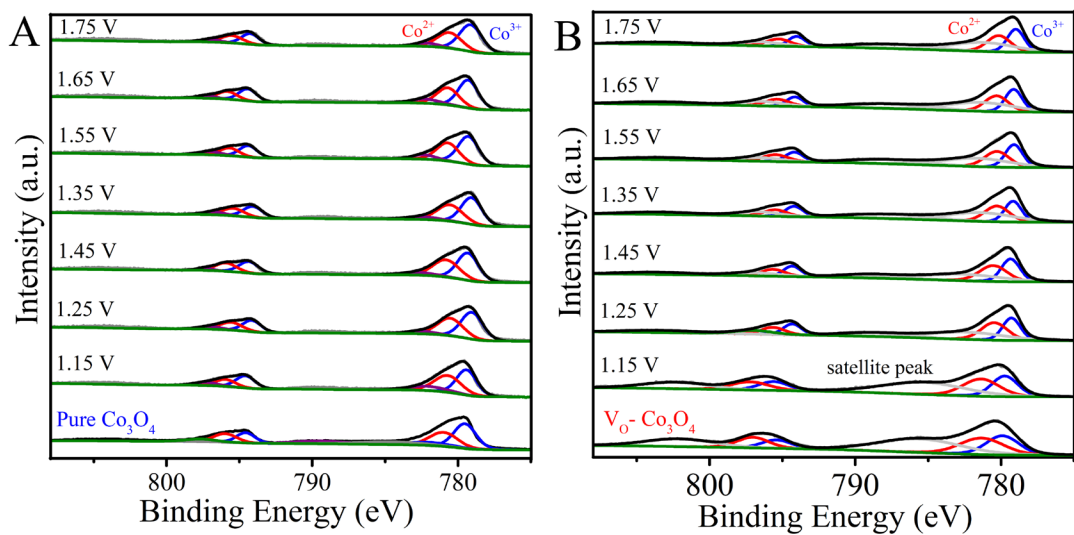 A
Intensity (a.u.)
1.75 V
Co²⁺
Co³⁺
1.65 V
1.55 V
1.35 V
1.45 V
1.25 V
1.15 V
Pure Co₃O₄
800
790
780
Binding Energy (eV)
B
Intensity (a.u.)
1.75 V
Co²⁺
Co³⁺
1.65 V
1.55 V
1.35 V
1.45 V
1.25 V
1.15 V
satellite peak
V₀- Co₃O₄
800
790
780
Binding Energy (eV)